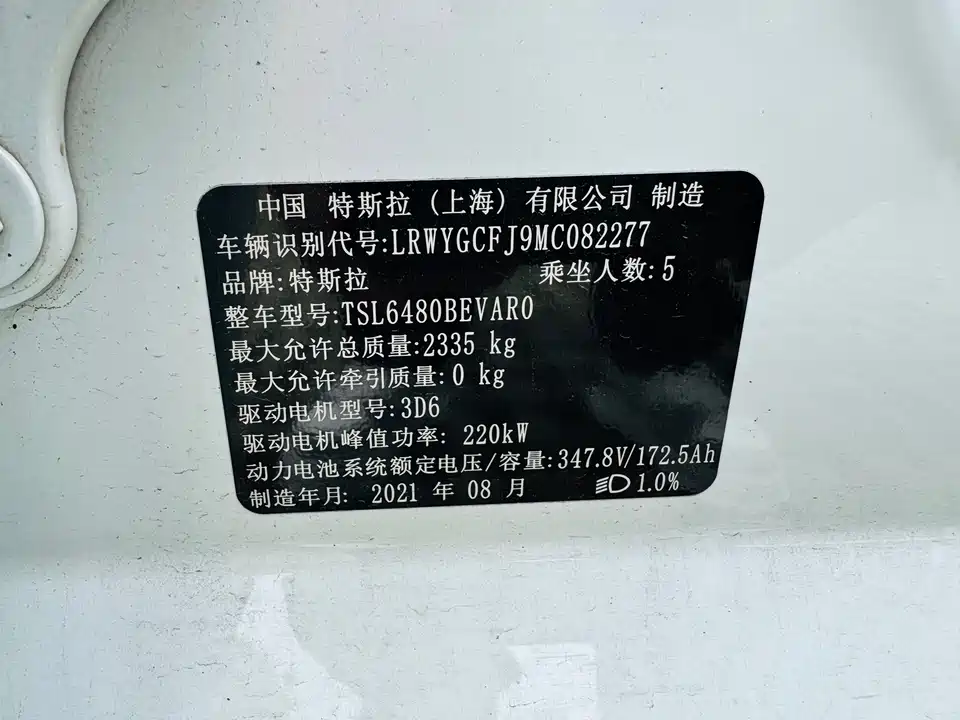 中国 特斯拉 (上海) 有限公司 制造
车辆识别代号:LRWYGCFJ9MC082277
品牌:特斯拉 乘坐人数:5
整车型号:TSL6480BEVAR0
最大允许总质量:2335 kg
最大允许牵引质量:0 kg
驱动电机型号:3D6
驱动电机峰值功率: 220kW
动力电池系统额定电压/容量:347.8V/172.5Ah
制造年月: 2021 年 08 月 1.0%